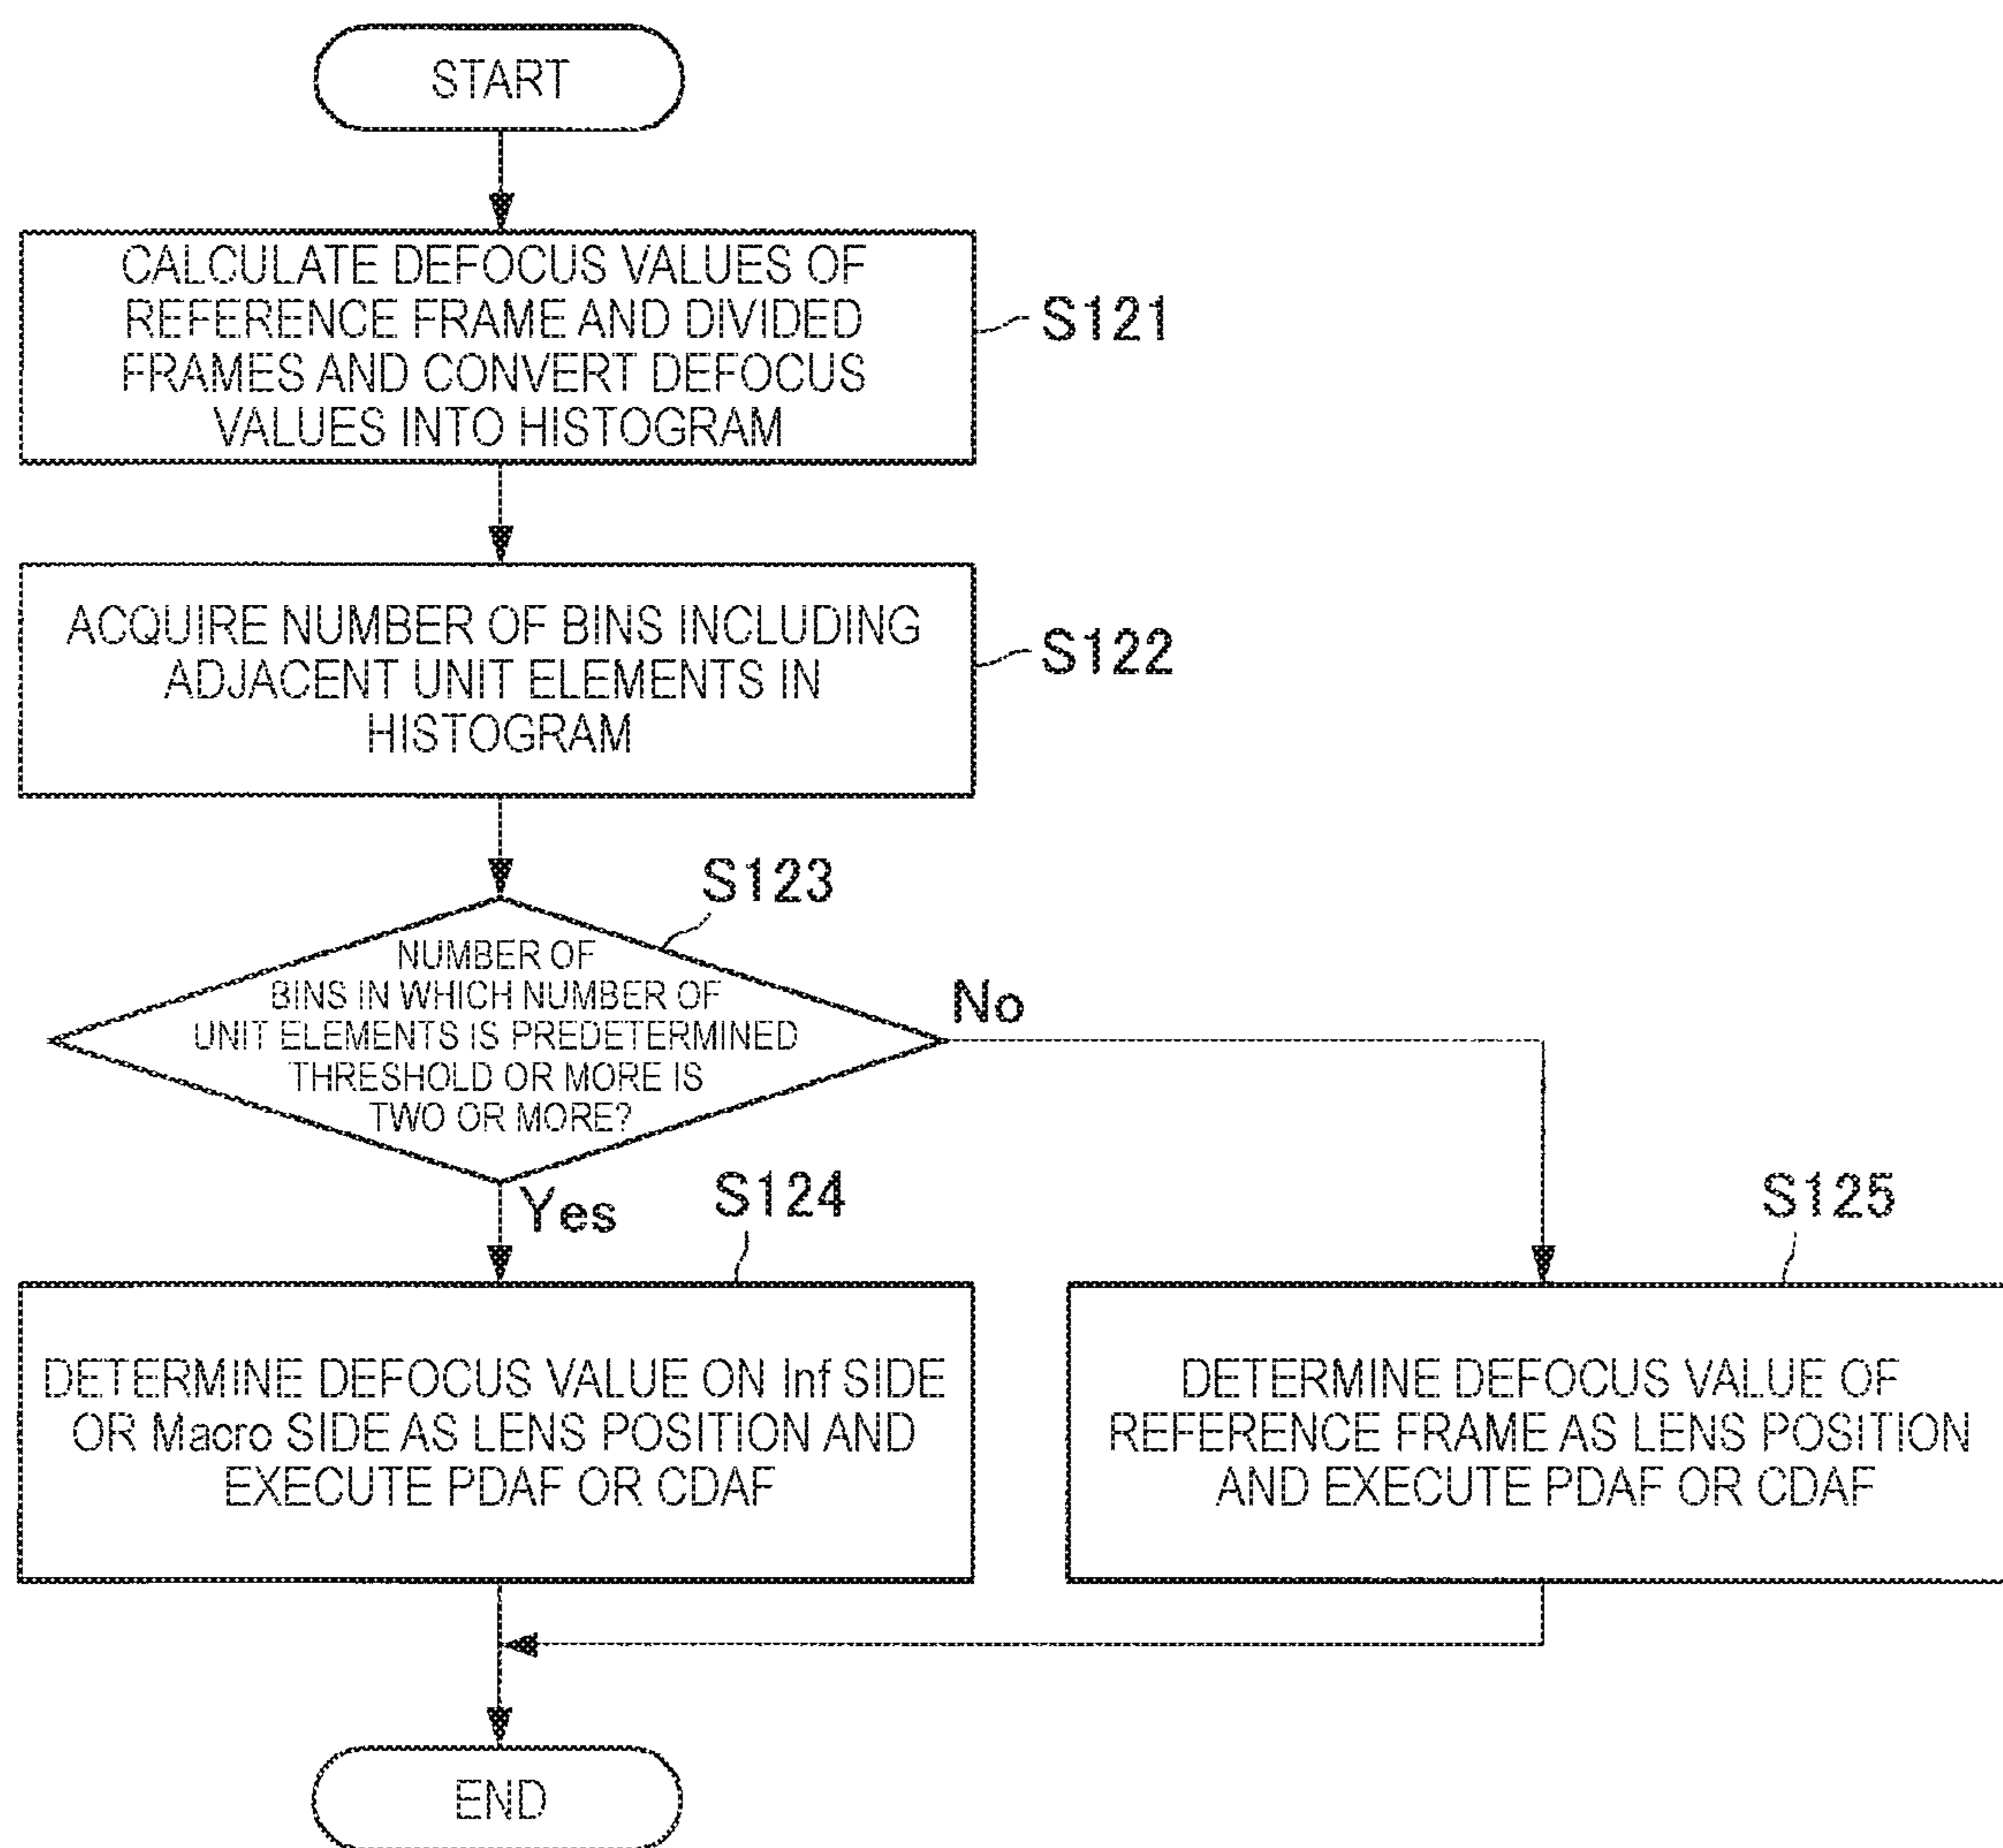 START
CALCULATE DEFOCUS VALUES OF
REFERENCE FRAME AND DIVIDED
FRAMES AND CONVERT DEFOCUS
VALUES INTO HISTOGRAM
S121
ACQUIRE NUMBER OF BINS INCLUDING
ADJACENT UNIT ELEMENTS IN
HISTOGRAM
S122
S123
NUMBER OF
BINS IN WHICH NUMBER OF
UNIT ELEMENTS IS PREDETERMINED
THRESHOLD OR MORE IS
TWO OR MORE?
No
Yes
S124
DETERMINE DEFOCUS VALUE ON Inf SIDE
OR Macro SIDE AS LENS POSITION AND
EXECUTE PDAF OR CDAF
S125
DETERMINE DEFOCUS VALUE OF
REFERENCE FRAME AS LENS POSITION
AND EXECUTE PDAF OR CDAF
END